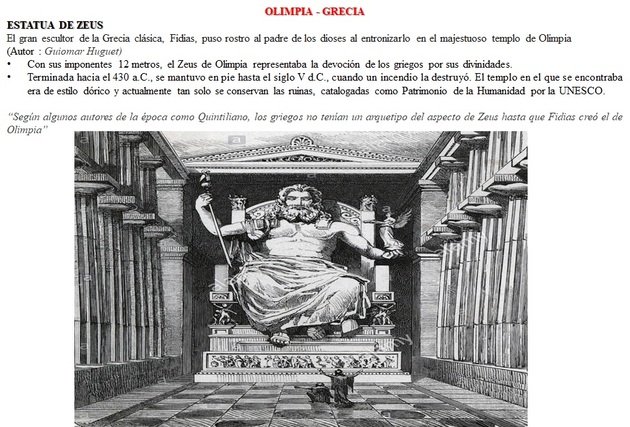 OLIMPIA - GRECIA
ESTATUA DE ZEUS
El gran escultor de la Grecia clásica, Fidias, puso rostro al padre de los dioses al entronizarlo en el majestuoso templo de Olimpia
(Autor : Guiomar Huguet)
• Con sus imponentes 12 metros, el Zeus de Olimpia representaba la devoción de los griegos por sus divinidades.
• Terminada hacia el 430 a.C., se mantuvo en pie hasta el siglo V d.C., cuando un incendio la destruyó. El templo en el que se encontraba
era de estilo dórico y actualmente tan solo se conservan las ruinas, catalogadas como Patrimonio de la Humanidad por la UNESCO.
“Según algunos autores de la época como Quintiliano, los griegos no tenían un arquetipo del aspecto de Zeus hasta que Fidias creó el de
Olimpia”
a